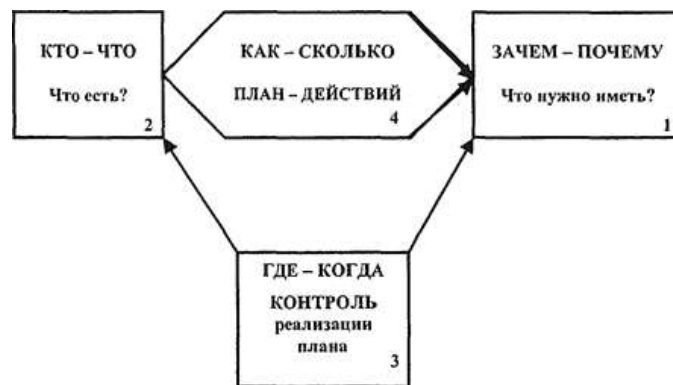 КТО – ЧТО
Что есть?
2
КАК – СКОЛЬКО
ПЛАН – ДЕЙСТВИЙ
4
ЗАЧЕМ – ПОЧЕМУ
Что нужно иметь?
1
ГДЕ – КОГДА
КОНТРОЛЬ
реализации
плана
3